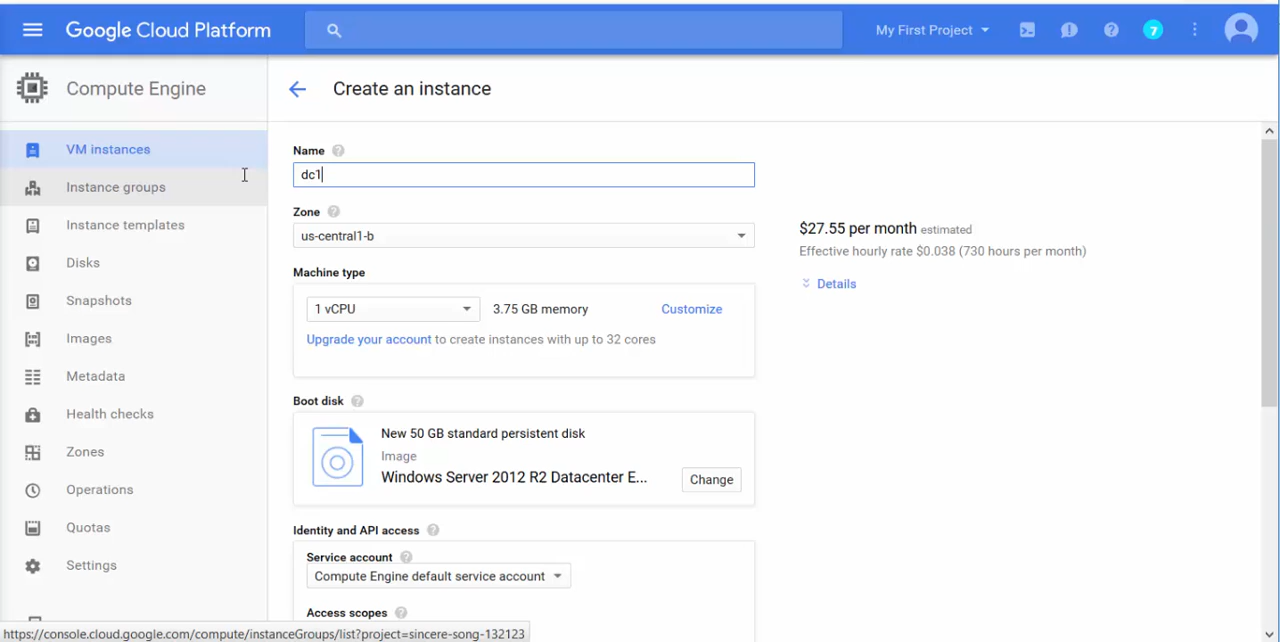 Google Cloud Platform
My First Project
7
Compute Engine
Create an instance
VM instances
Instance groups
Instance templates
Disks
Snapshots
Images
Metadata
Health checks
Zones
Operations
Quotas
Settings
Name
dc1
Zone
us-central1-b
Machine type
1 vCPU
3.75 GB memory
Customize
Upgrade your account to create instances with up to 32 cores
Boot disk
New 50 GB standard persistent disk
Image
Windows Server 2012 R2 Datacenter E...
Change
Identity and API access
Service account
Compute Engine default service account
Access scopes
$27.55 per month estimated
Effective hourly rate $0.038 (730 hours per month)
Details
https://console.cloud.google.com/compute/instanceGroups/list?project=sincere-song-132123